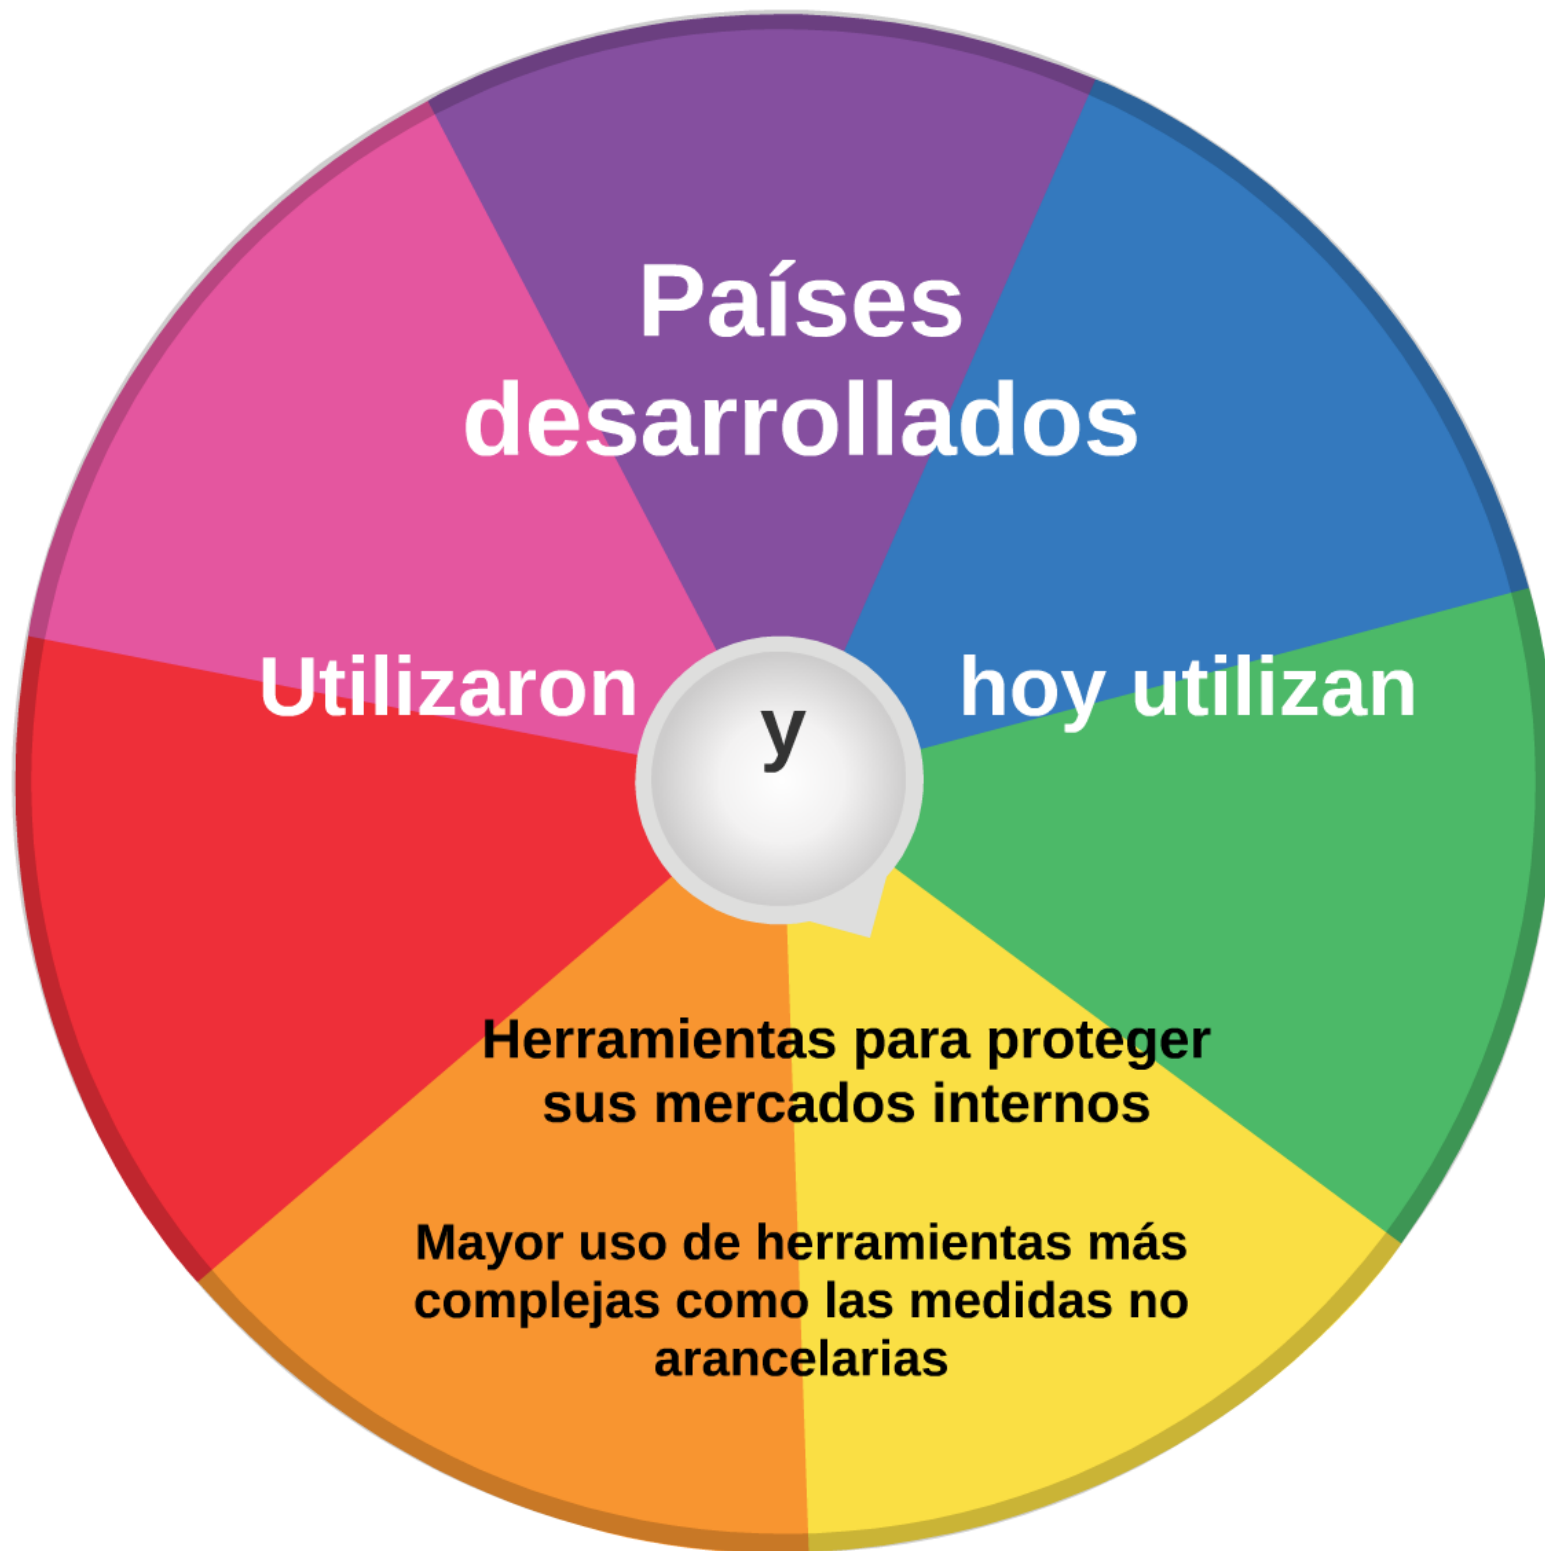 Países
desarrollados
Utilizaron y hoy utilizan
Herramientas para proteger
sus mercados internos
Mayor uso de herramientas más
complejas como las medidas no
arancelarias